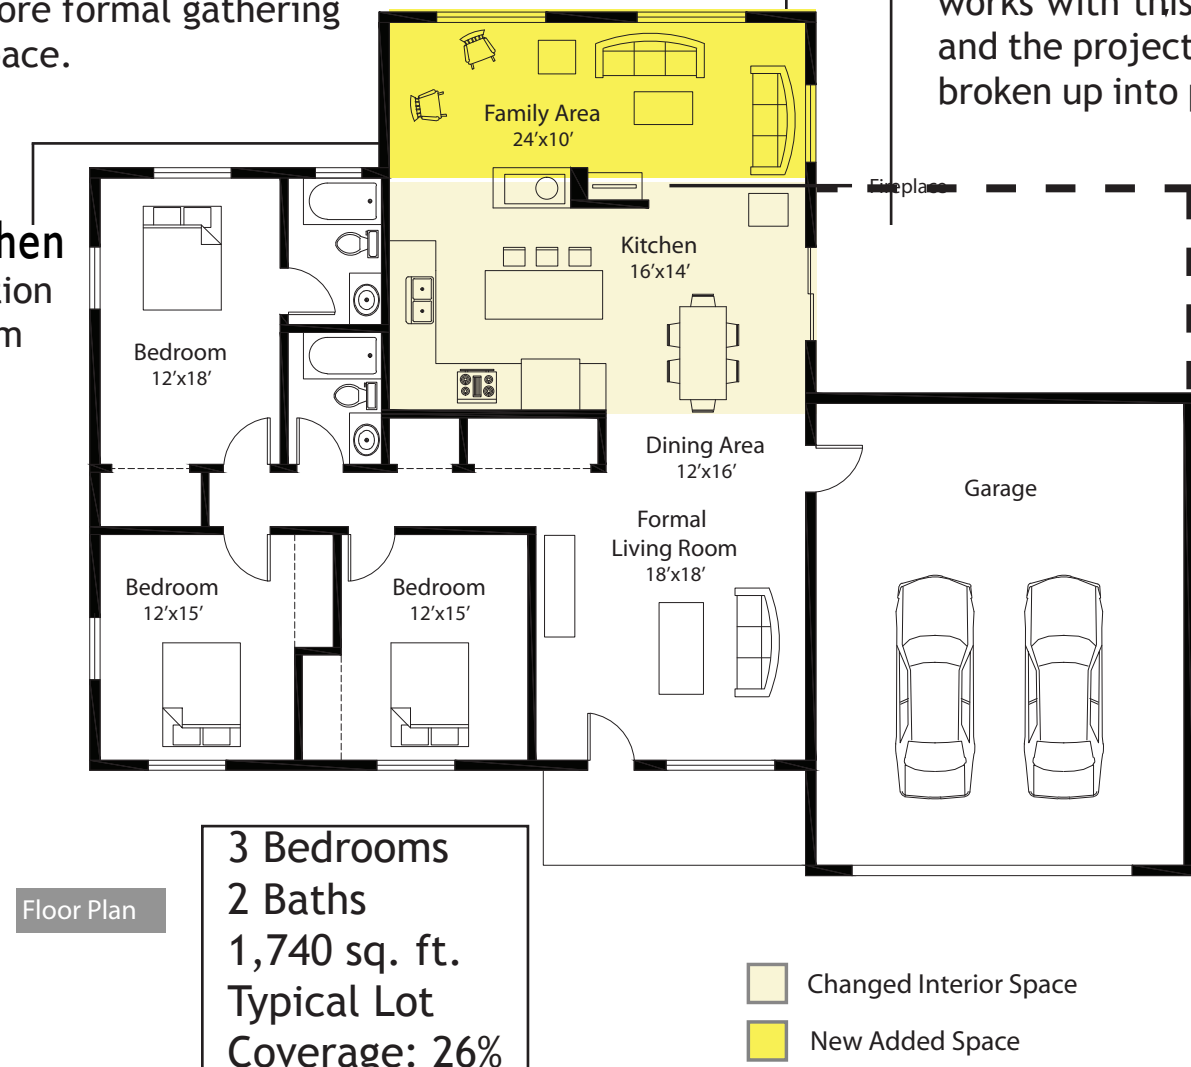 ore formal gathering
ace.
works with this
and the project
broken up into
Family Area
24’x10’
Fireplace
hen
tion
m
Kitchen
16’x14’
Bedroom
12’x18’
Dining Area
12’x16’
Garage
Formal
Living Room
18’x18’
Bedroom
12’x15’
Bedroom
12’x15’
3 Bedrooms
2 Baths
1,740 sq. ft.
Typical Lot
Coverage: 26%
Floor Plan
Changed Interior Space
New Added Space